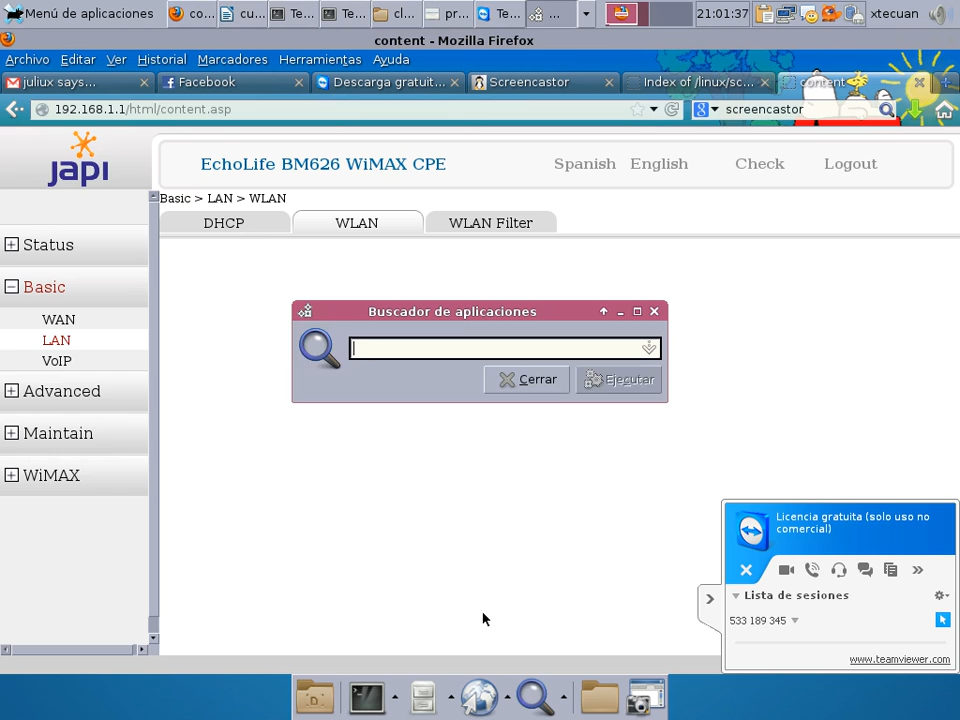 Menú de aplicaciones
co...
cu...
Te...
Te...
cl...
pr...
Te...
...
21:01:37
xtecuan
content - Mozilla Firefox
Archivo Editar Ver Historial Marcadores Herramientas Ayuda
juliux says...
Facebook
Descarga gratuit...
Screencastor
Index of /linux/sc...
content
192.168.1.1/html/content.asp
screencastor
japi
EchoLife BM626 WiMAX CPE
Spanish English Check Logout
Basic > LAN > WLAN
DHCP WLAN WLAN Filter
Status
Basic
WAN
LAN
VoIP
Advanced
Maintain
WiMAX
Buscador de aplicaciones
Cerrar
Ejecutar
Licencia gratuita (solo uso no
comercial)
Lista de sesiones
533 189 345
www.teamviewer.com